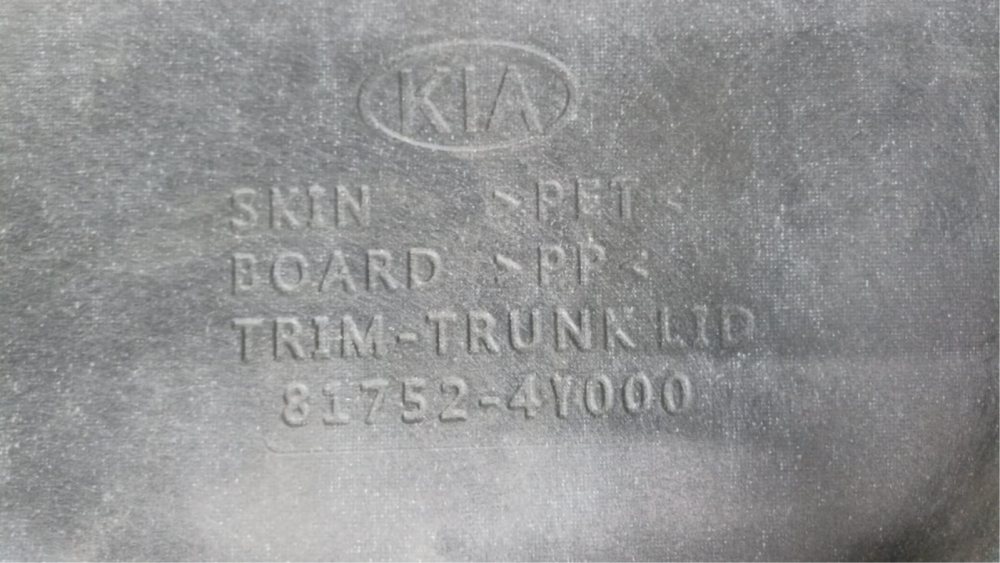 KIA
SKIN >PET<
BOARD >PP<
TRIM-TRUNK LID
81752-4Y000